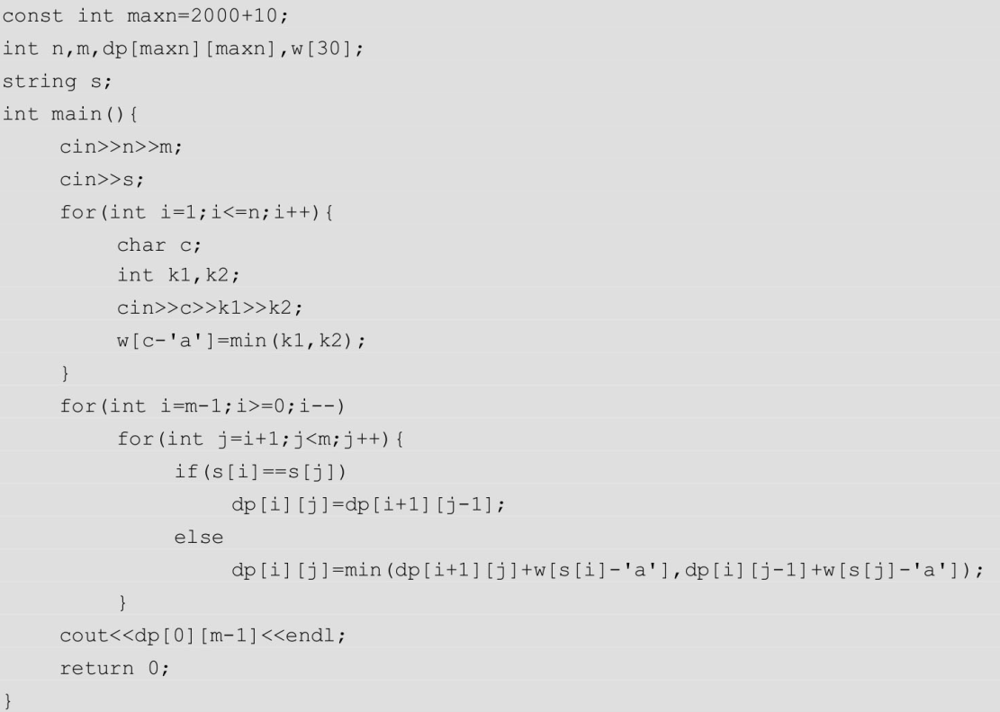 const int maxn=2000+10;
int n,m,dp[maxn][maxn],w[30];
string s;
int main(){
     cin>>n>>m;
     cin>>s;
     for(int i=1;i<=n;i++){
          char c;
          int k1,k2;
          cin>>c>>k1>>k2;
          w[c-'a']=min(k1,k2);
     }
     for(int i=m-1;i>=0;i--)
          for(int j=i+1;j<m;j++){
               if(s[i]==s[j])
                    dp[i][j]=dp[i+1][j-1];
               else
                    dp[i][j]=min(dp[i+1][j]+w[s[i]-'a'],dp[i][j-1]+w[s[j]-'a']);
          }
     cout<<dp[0][m-1]<<endl;
     return 0;
}